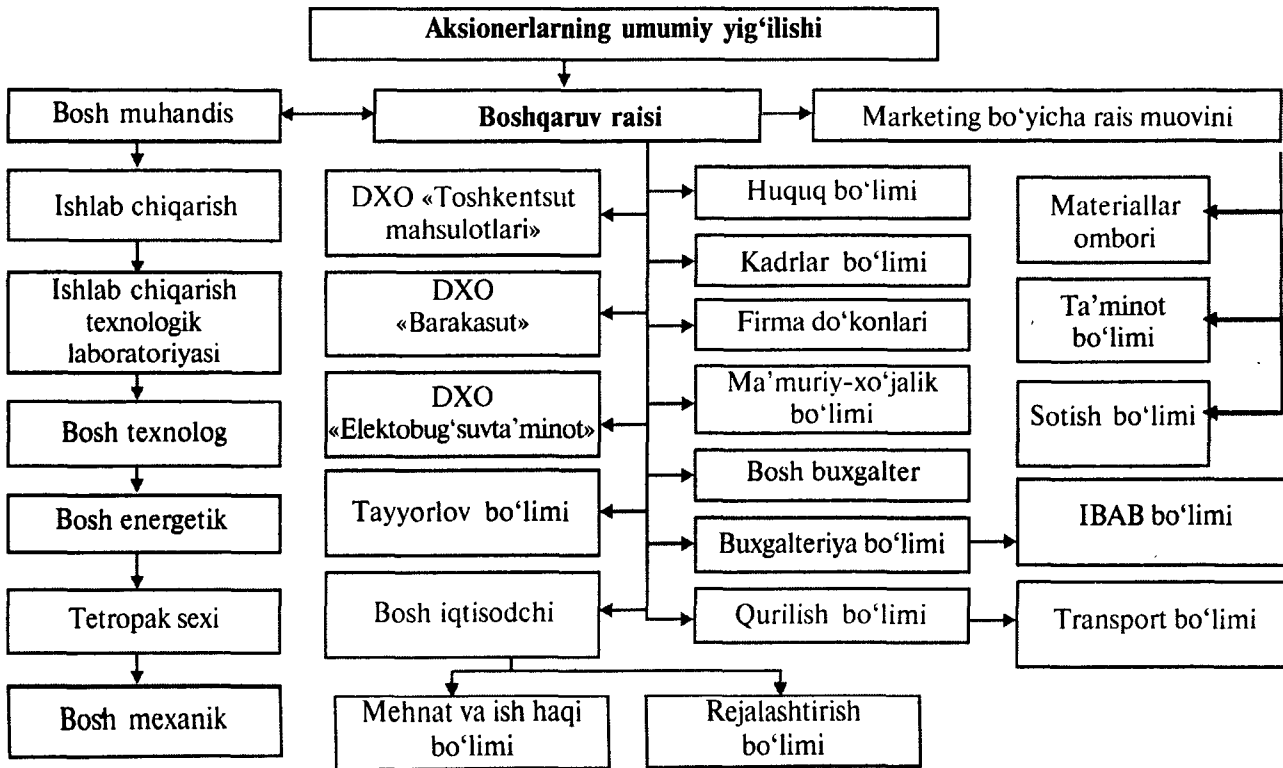 Aksionerlarning umumiy yig‘ilishi
Bosh muhandis
Boshqaruv raisi
Marketing bo‘yicha rais muovini
Ishlab chiqarish
Ishlab chiqarish
texnologik
laboratoriyasi
Bosh texnolog
Bosh energetik
Tetropak sexi
Bosh mexanik
DXO «Toshkentsut
mahsulotlari»
DXO
«Barakasut»
DXO
«Elektobug‘suvta’minot»
Tayyorlov bo‘limi
Bosh iqtisodchi
Mehnat va ish haqi
bo‘limi
Rejalashtirish
bo‘limi
Huquq bo‘limi
Kadrlar bo‘limi
Firma do‘konlari
Ma’muriy-xo‘jalik
bo‘limi
Bosh buxgalter
Buxgalteriya bo‘limi
Qurilish bo‘limi
Materiallar
ombori
Ta’minot
bo‘limi
Sotish bo‘limi
IBAB bo‘limi
Transport bo‘limi